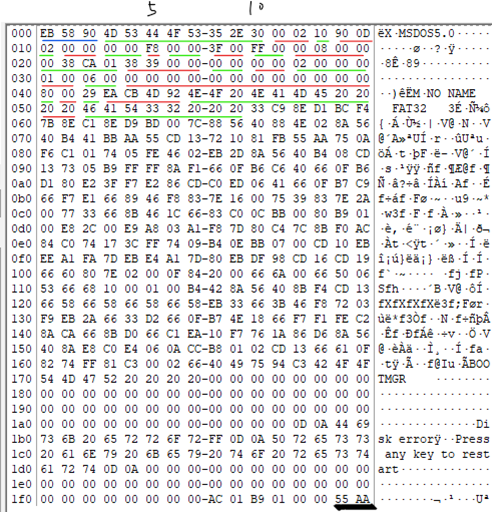 5 10
000 EB 58 90 4D 53 44 4F 53-35 2E 30 00 02 10 90 0D ëX·MSDOS5.0·····
010 02 00 00 00 00 F8 00 00-3F 00 FF 00 00 08 00 00 ·····ø··?·ÿ·····
020 00 38 CA 01 38 39 00 00-00 00 00 00 02 00 00 00 ·8Ê·89··········
030 01 00 06 00 00 00 00 00-00 00 00 00 00 00 00 00 ················
040 80 00 29 EA CB 4D 92 4E-4F 20 4E 41 4D 45 20 20 ··)êËM·NO NAME
050 20 20 46 41 54 33 32 20-20 20 33 C9 8E D1 BC F4 FAT32 3É·Ñ¼ô
060 7B 8E C1 8E D9 BD 00 7C-88 56 40 88 4E 02 8A 56 {·Á·Ù½·|·V@·N··V
070 40 B4 41 BB AA 55 CD 13-72 10 81 FB 55 AA 75 0A @´A»ªUÍ·r··ûUªu·
080 F6 C1 01 74 05 FE 46 02-EB 2D 8A 56 40 B4 08 CD öÁ·t·þF·ë-·V@´·Í
090 13 73 05 B9 FF FF 8A F1-66 0F B6 C6 40 66 0F B6 ·s·¹ÿÿ·ñf·¶Æ@f·¶
0a0 D1 80 E2 3F F7 E2 86 CD-C0 ED 06 41 66 0F B7 C9 Ñ·â?÷â·ÍÀí·Af··É
0b0 66 F7 E1 66 89 46 F8 83-7E 16 00 75 39 83 7E 2A f÷áf·Fø·~··u9·~*
0c0 00 77 33 66 8B 46 1C 66-83 C0 0C BB 00 80 B9 01 ·w3f·F·f·À·»··¹·
0d0 00 E8 2C 00 E9 A8 03 A1-F8 7D 80 C4 7C 8B F0 AC ·è,·é¨·¡ø}·Ä|·ð¬
0e0 84 C0 74 17 3C FF 74 09-B4 0E BB 07 00 CD 10 EB ·Àt·<ÿt·´·»··Í·ë
0f0 EE A1 FA 7D EB E4 A1 7D-80 EB DF 98 CD 16 CD 19 î¡ú}ëä¡}·ëß·Í·Í·
100 66 60 80 7E 02 00 0F 84-20 00 66 6A 00 66 50 06 f`·~···· ·fj·fP·
110 53 66 68 10 00 01 00 B4-42 8A 56 40 8B F4 CD 13 Sfh····´B·V@·ôÍ·
120 66 58 66 58 66 58 66 58-EB 33 66 3B 46 F8 72 03 fXfXfXfXë3f;Før·
130 F9 EB 2A 66 33 D2 66 0F-B7 4E 18 66 F7 F1 FE C2 ùë*f3Òf··N·f÷ñþÂ
140 8A CA 66 8B D0 66 C1 EA-10 F7 76 1A 86 D6 8A 56 ·Êf·ÐfÁê·÷v··Ö·V
150 40 8A E8 C0 E4 06 0A CC-B8 01 02 CD 13 66 61 0F @·èÀä··Ì¸··Í·fa·
160 82 74 FF 81 C3 00 02 66-40 49 75 94 C3 42 4F 4F ·tÿ·Ã··f@Iu·ÃBOO
170 54 4D 47 52 20 20 20 20-00 00 00 00 00 00 00 00 TMGR ········
180 00 00 00 00 00 00 00 00-00 00 00 00 00 00 00 00 ················
190 00 00 00 00 00 00 00 00-00 00 00 00 00 00 00 00 ················
1a0 00 00 00 00 00 00 00 00-00 00 00 00 0D 0A 44 69 ··············Di
1b0 73 6B 20 65 72 72 6F 72-FF 0D 0A 50 72 65 73 73 sk errorÿ··Press
1c0 20 61 6E 79 20 6B 65 79-20 74 6F 20 72 65 73 74 any key to rest
1d0 61 72 74 0D 0A 00 00 00-00 00 00 00 00 00 00 00 art·············
1e0 00 00 00 00 00 00 00 00-00 00 00 00 00 00 00 00 ················
1f0 00 00 00 00 00 00 00 00-AC 01 B9 01 00 00 55 AA ········¬·¹···Uª